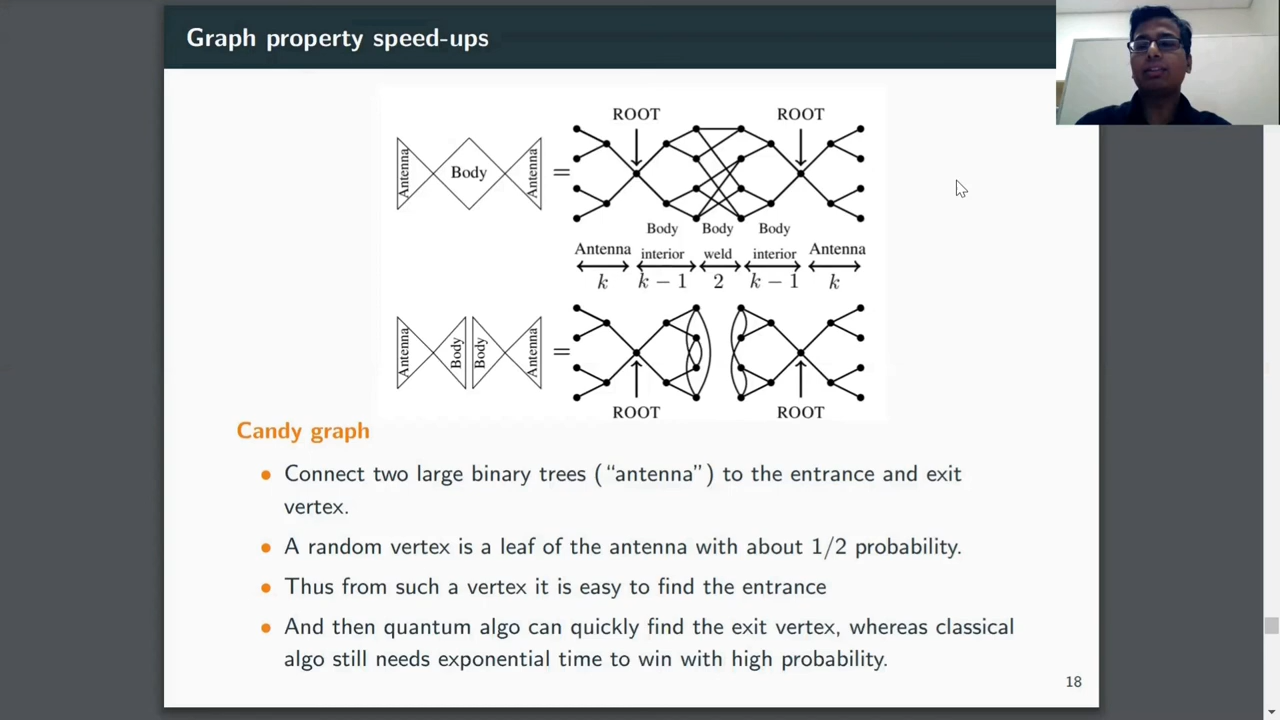 Graph property speed-ups
ROOT ROOT
Antenna Body Antenna =
Body Body Body
Antenna interior weld interior Antenna
k k − 1 2 k − 1 k
Antenna Body Body Antenna =
ROOT ROOT
Candy graph
Connect two large binary trees (“antenna”) to the entrance and exit
vertex.
A random vertex is a leaf of the antenna with about 1/2 probability.
Thus from such a vertex it is easy to find the entrance
And then quantum algo can quickly find the exit vertex, whereas classical
algo still needs exponential time to win with high probability.
18